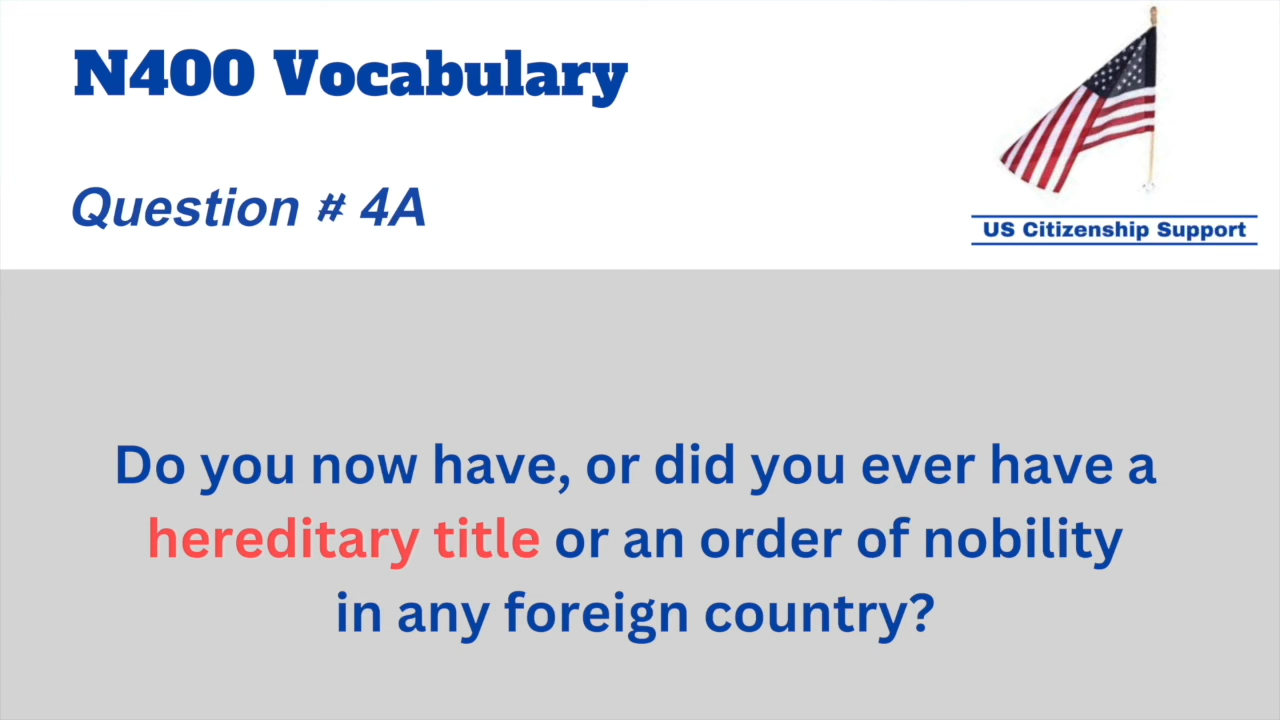 N400 Vocabulary
Question # 4A
US Citizenship Support
Do you now have, or did you ever have a
hereditary title or an order of nobility
in any foreign country?